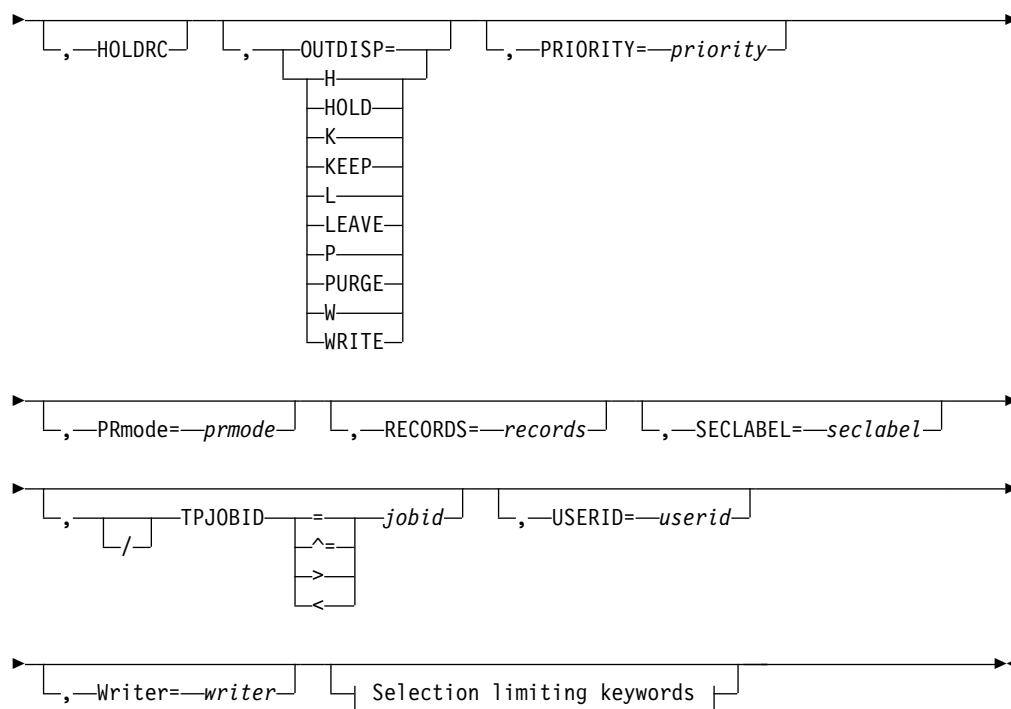 , HOLDRC , OUTDISP= , PRIORITY= priority
H
HOLD
K
KEEP
L
LEAVE
P
PURGE
W
WRITE
, PRmode= prmode , RECORDS= records , SECLABEL= seclabel
, / TPJOBID = jobid , USERID= userid
^=
>
<
, Writer= writer Selection limiting keywords